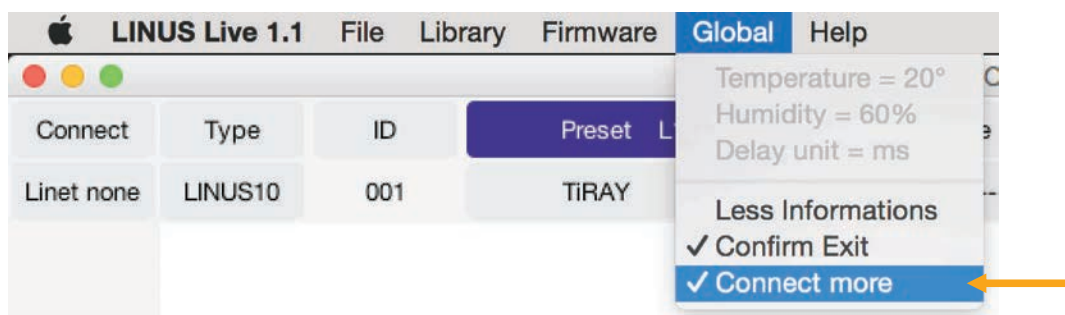 LINUS Live 1.1 File Library Firmware Global Help
Temperature = 20°
Humidity = 60%
Delay unit = ms
Less Informations
✓ Confirm Exit
✓ Connect more
Connect Type ID Preset
Linet none LINUS10 001 TiRAY